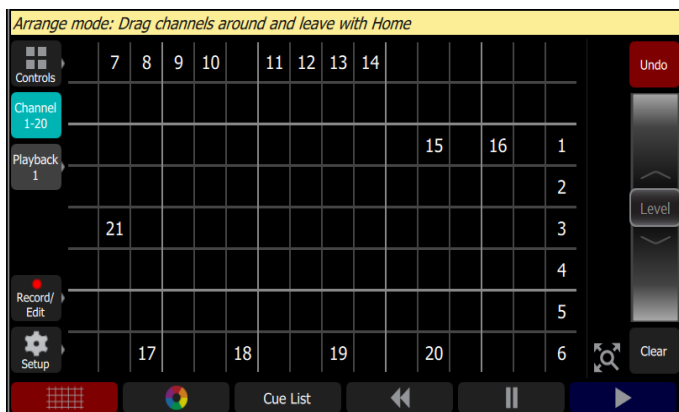 Arrange mode: Drag channels around and leave with Home
Controls
7 8 9 10 11 12 13 14
Undo
Channel
1-20
15 16 1
Playback
1
2
Level
21 3
4
Record/
Edit
5
Setup
17 18 19 20 6
Clear
Cue List